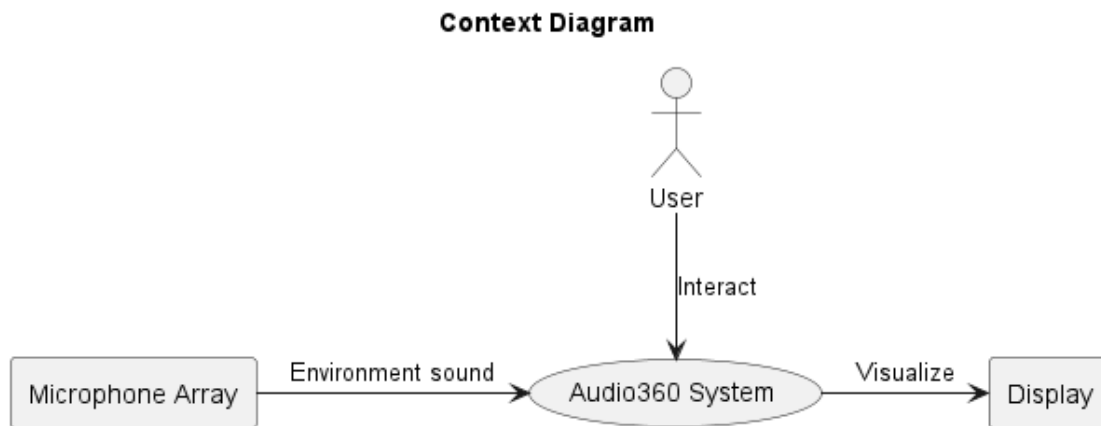 Context Diagram
User
Interact
Environment sound
Visualize
Microphone Array
Audio360 System
Display